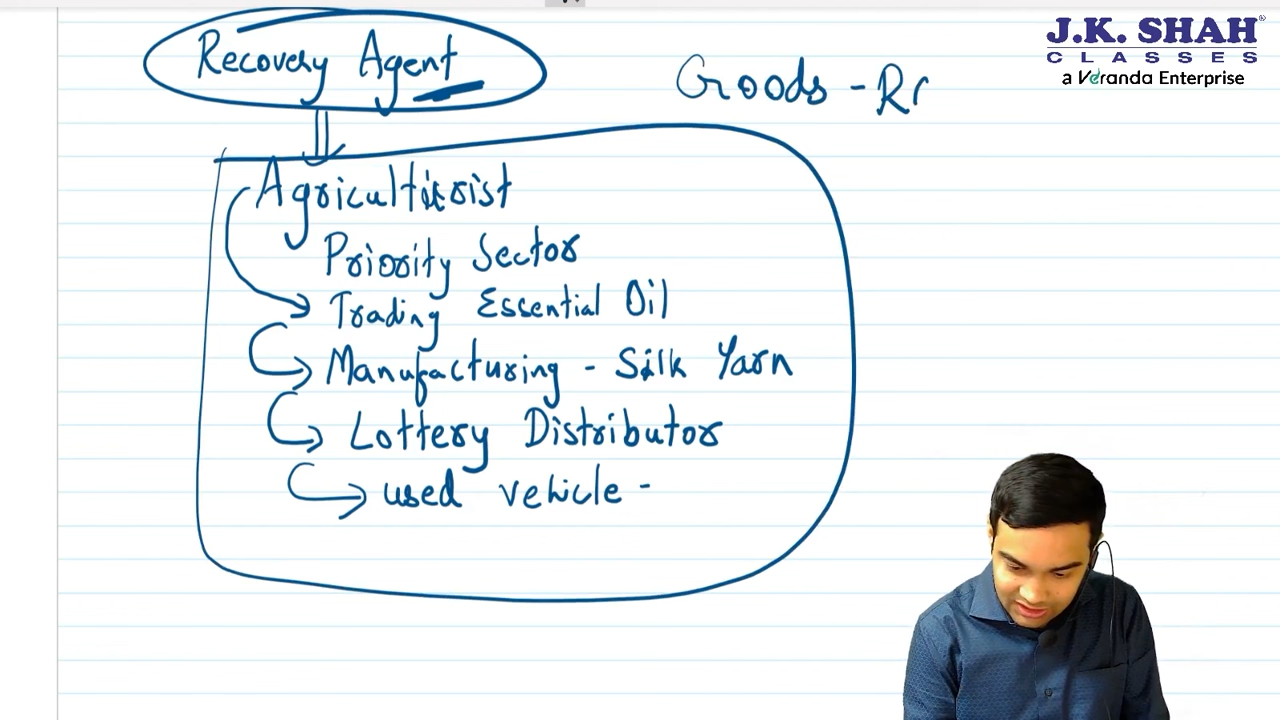 Recovery Agent
Goods - R
J.K. SHAH®
CLASSES
a Veranda Enterprise
Agriculturist
Priority Sector
Trading Essential Oil
Manufacturing - Silk Yarn
Lottery Distributor
used vehicle -